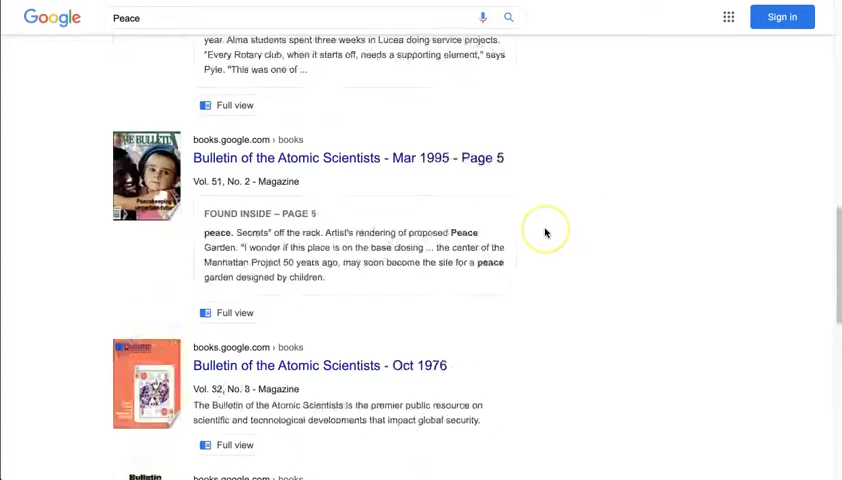 Google
Peace
Sign in
year. Alma students spent three weeks in Lucea doing service projects.
"Every Rotary club, when it starts off, needs a supporting element," says
Pyle. "This was one of ...
Full view
books.google.com › books
Bulletin of the Atomic Scientists - Mar 1995 - Page 5
Vol. 51, No. 2 - Magazine
THE BULLETIN
Peacekeeping's
uncertain future
FOUND INSIDE – PAGE 5
peace. Secrets" off the rack. Artist's rendering of proposed Peace
Garden. "I wonder if this place is on the base closing ... the center of the
Manhattan Project 50 years ago, may soon become the site for a peace
garden designed by children.
Full view
books.google.com › books
Bulletin of the Atomic Scientists - Oct 1976
Vol. 32, No. 8 - Magazine
The Bulletin of the Atomic Scientists is the premier public resource on
scientific and technological developments that impact global security.
Full view
Bulletin
books.google.com › books